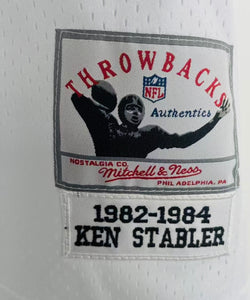 THROWBACKS
NFL
Authentics
NOSTALGIA CO.
Mitchell & Ness
PHILADELPHIA, PA
1982-1984
KEN STABLER